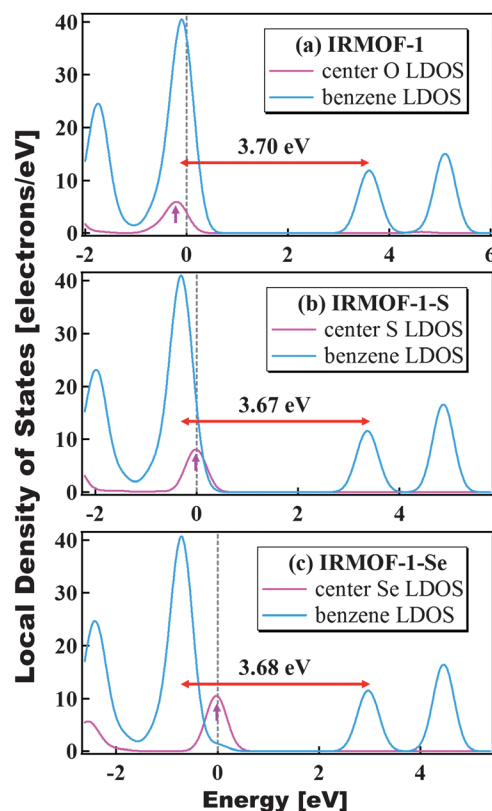 Local Density of States [electrons/eV]
(a) IRMOF-1
center O LDOS
benzene LDOS
3.70 eV
40
30
20
10
0
-2
0
2
4
6
(b) IRMOF-1-S
center S LDOS
benzene LDOS
3.67 eV
40
30
20
10
0
-2
0
2
4
(c) IRMOF-1-Se
center Se LDOS
benzene LDOS
3.68 eV
40
30
20
10
0
-2
0
2
4
Energy [eV]